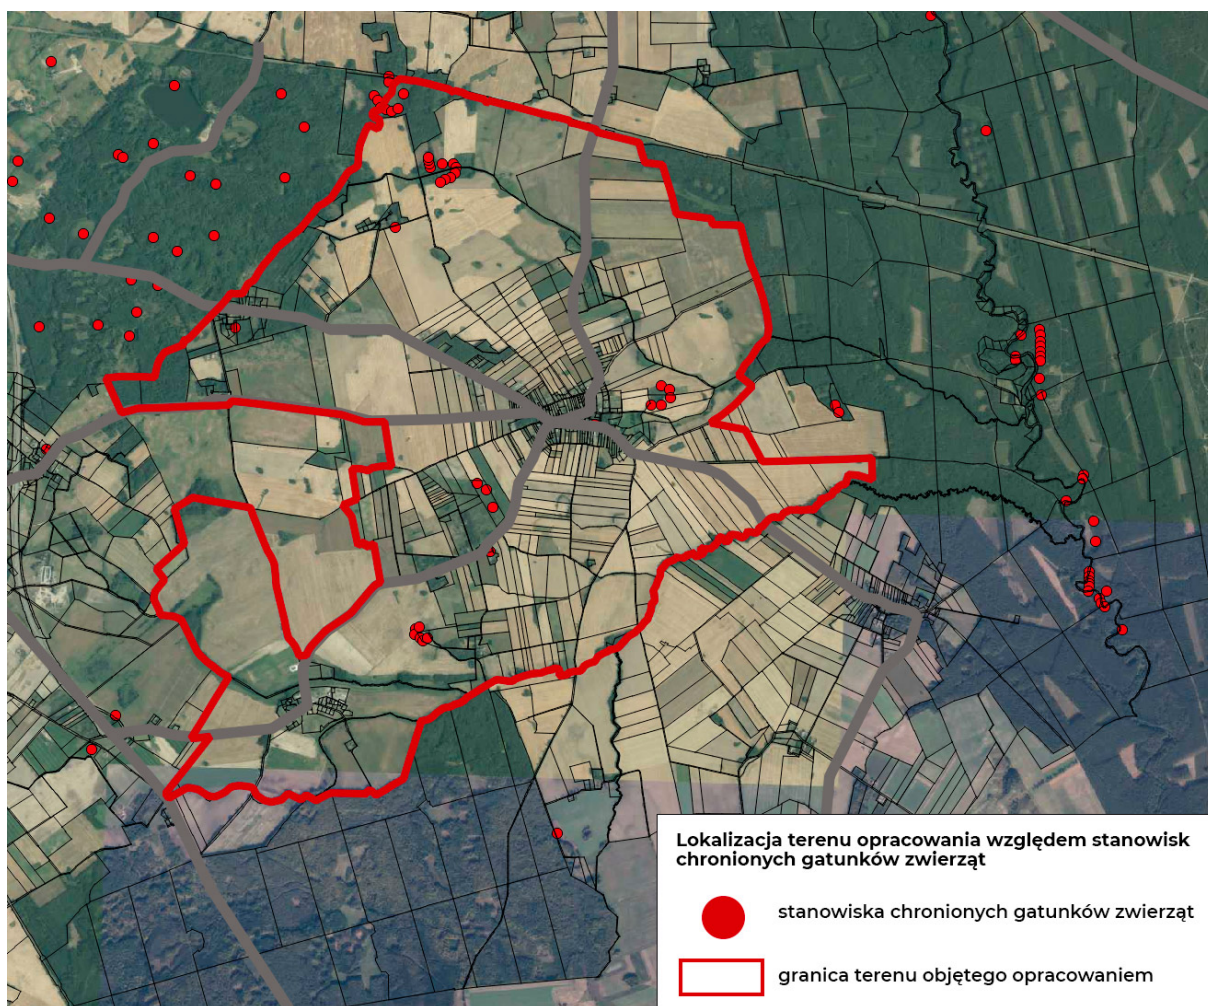 Lokalizacja terenu opracowania względem stanowisk
chronionych gatunków zwierząt
stanowiska chronionych gatunków zwierząt
granica terenu objętego opracowaniem